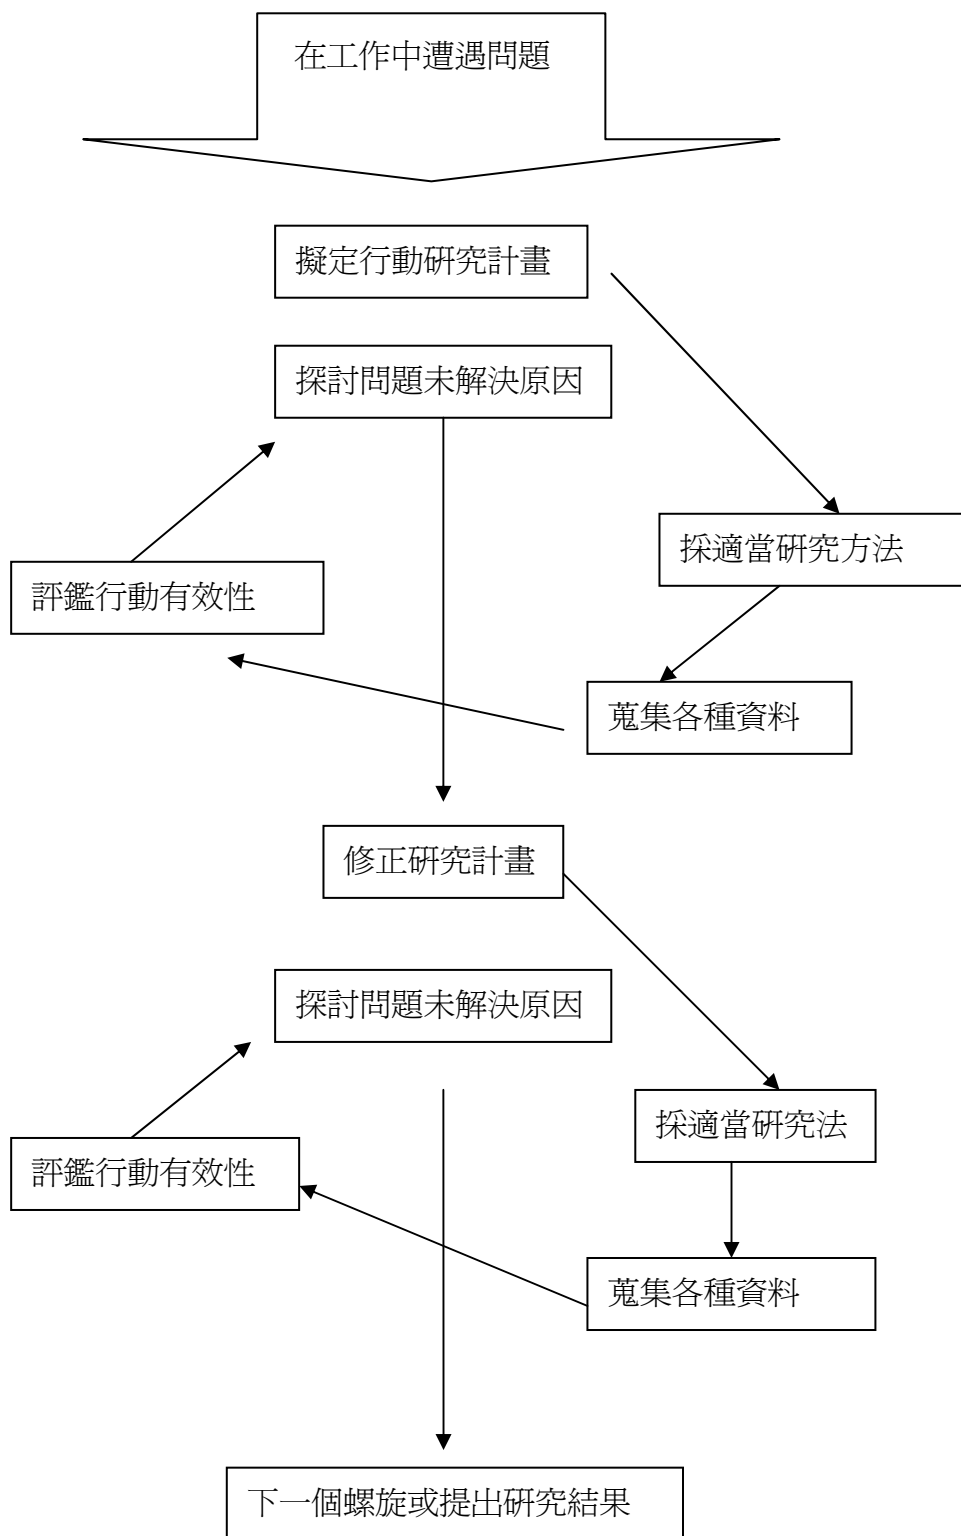 在工作中遭遇問題
擬定行動研究計畫
探討問題未解決原因
採適當研究方法
評鑑行動有效性
蒐集各種資料
修正研究計畫
探討問題未解決原因
採適當研究法
評鑑行動有效性
蒐集各種資料
下一個螺旋或提出研究結果